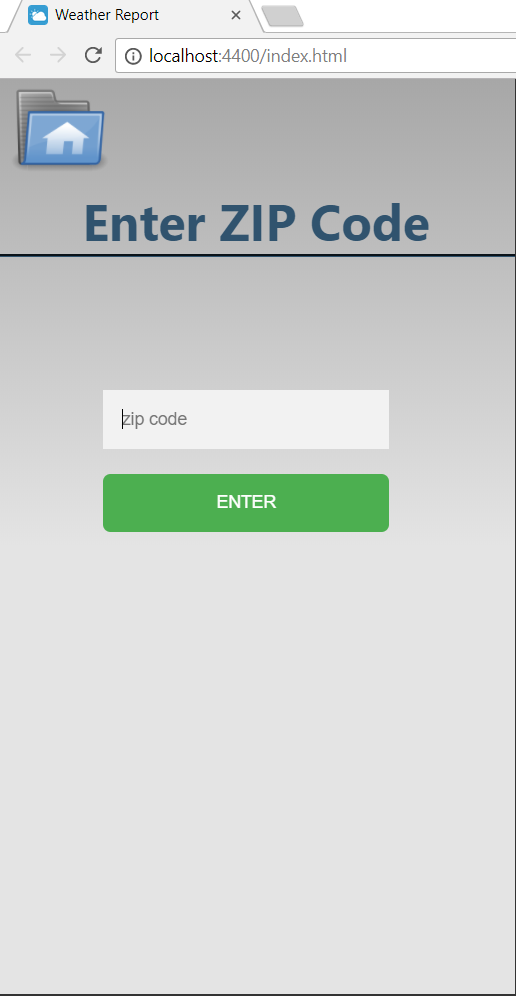 Weather Report
localhost:4400/index.html
Enter ZIP Code
zip code
ENTER